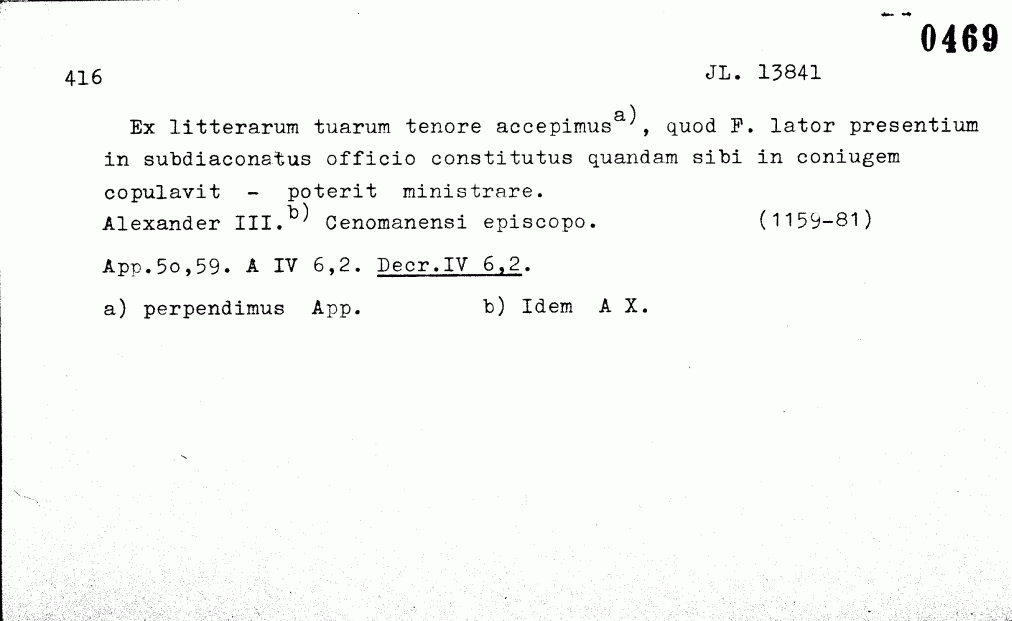 0469
416 JL. 13841
Ex litterarum tuarum tenore accepimus a), quod F. lator presentium
in subdiaconatus officio constitutus quandam sibi in coniugem
copulavit - poterit ministrare.
Alexander III. b) Cenomanensi episcopo. (1159-81)
App.5o,59. A IV 6,2. Decr.IV 6,2.
a) perpendimus App. b) Idem A X.